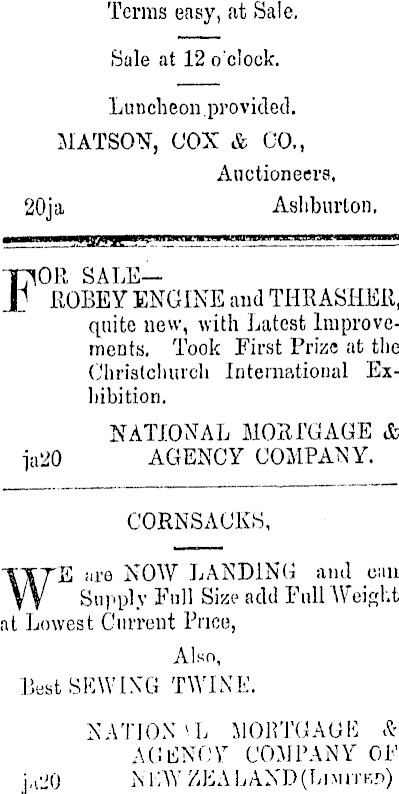 Terms easy, at Sale.
Sale at 12 o'clock.
Luncheon provided.
MATSON, COX & CO.,
Auctioneers,
20ja Ashburton.
FOR SALE—
ROBEY ENGINE and THRASHER,
quite new, with Latest Improve-
ments. Took First Prize at the
Christchurch International Ex-
hibition.
NATIONAL MORTGAGE &
ja20 AGENCY COMPANY.
CORNSACKS,
WE are NOW LANDING and can
Supply Full Size add Full Weight
at Lowest Current Price,
Also,
Best SEWING TWINE.
NATIONAL MORTGAGE &
AGENCY COMPANY OF
ja20 NEW ZEALAND (LIMITED)